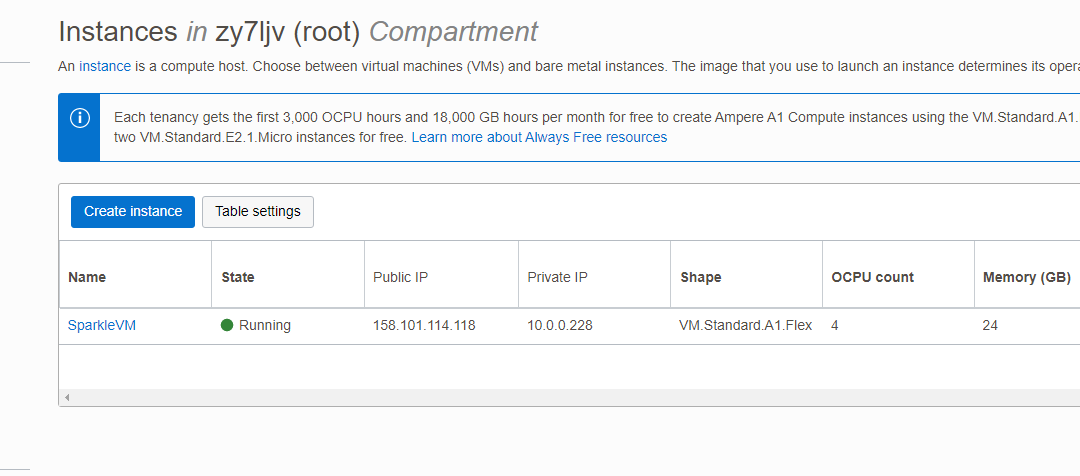 Instances in zy7ljv (root) Compartment
An instance is a compute host. Choose between virtual machines (VMs) and bare metal instances. The image that you use to launch an instance determines its opera
Each tenancy gets the first 3,000 OCPU hours and 18,000 GB hours per month for free to create Ampere A1 Compute instances using the VM.Standard.A1.
two VM.Standard.E2.1.Micro instances for free. Learn more about Always Free resources
Create instance Table settings
Name State Public IP Private IP Shape OCPU count Memory (GB)
SparkleVM Running 158.101.114.118 10.0.0.228 VM.Standard.A1.Flex 4 24